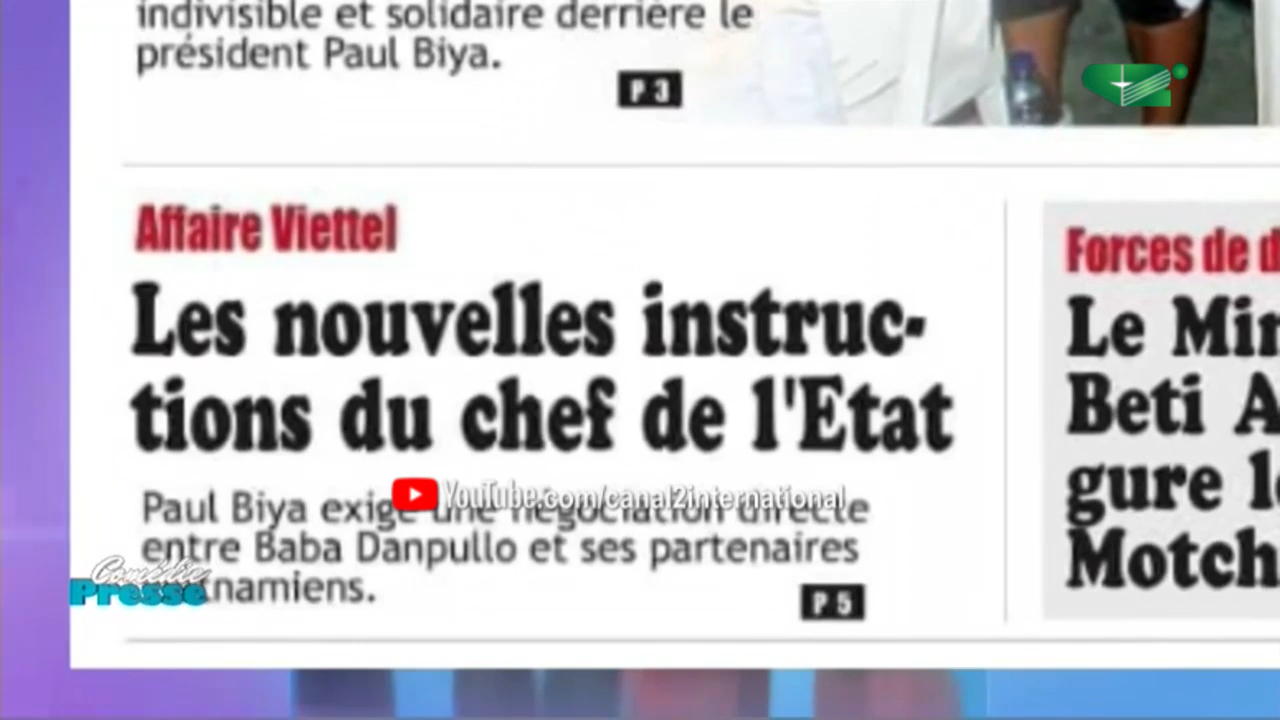 indivisible et solidaire derrière le
président Paul Biya.
P 3
Affaire Viettel
Les nouvelles instruc-
tions du chef de l'Etat
Paul Biya exige une négociation directe
entre Baba Danpullo et ses partenaires
namiens.
P 5
Forces de d
Le Min
Beti A
gure l
Motch
YouTube.com/canal2international
Comédie
Presse